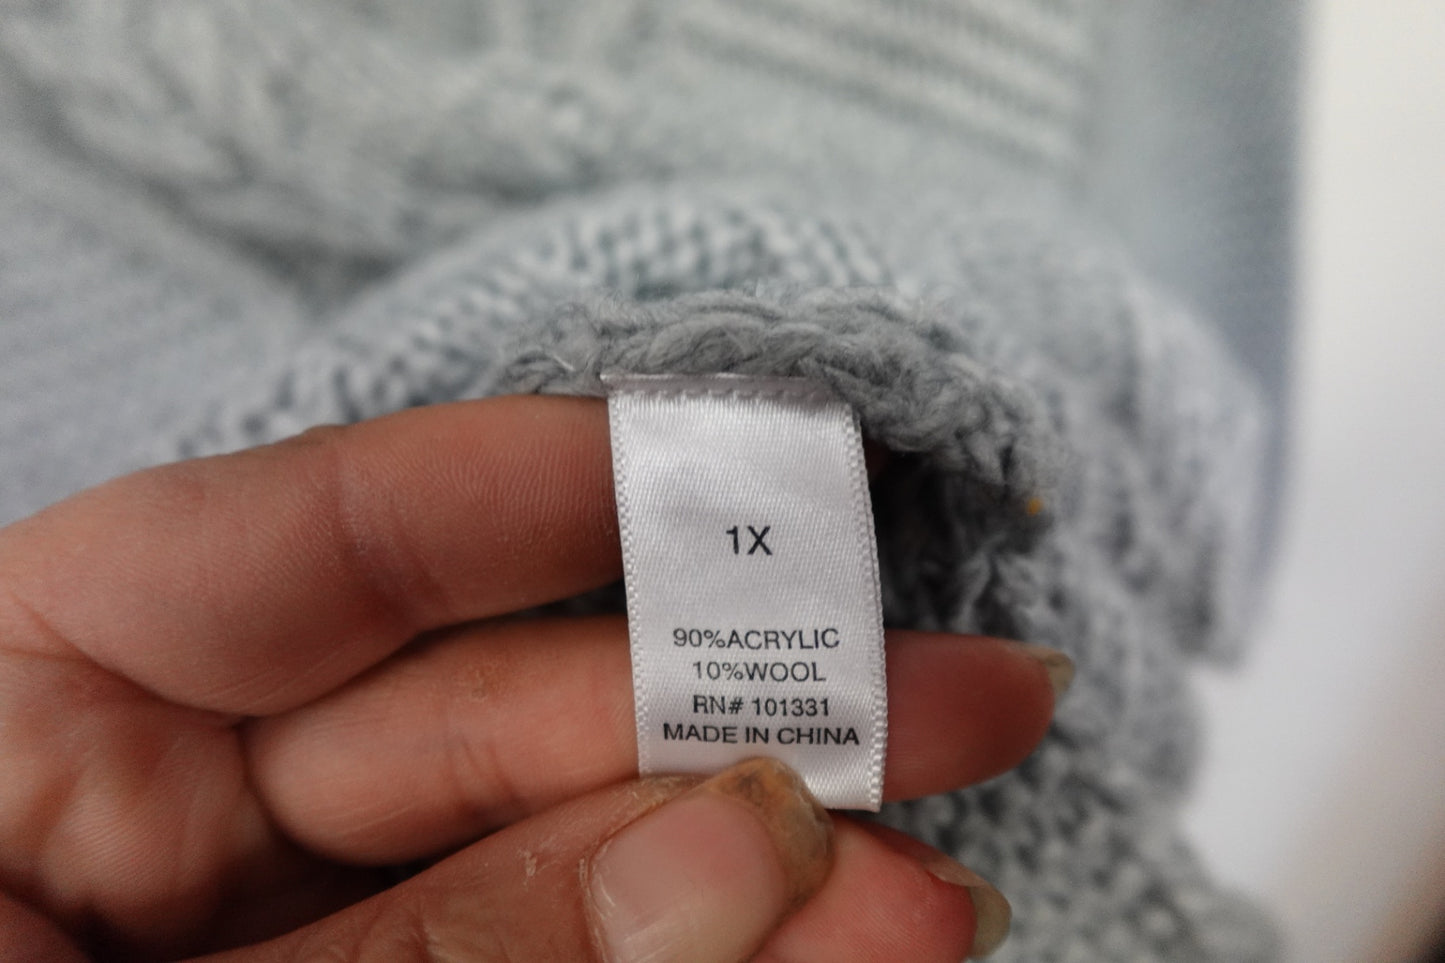 1X
90%ACRYLIC
10%WOOL
RN# 101331
MADE IN CHINA